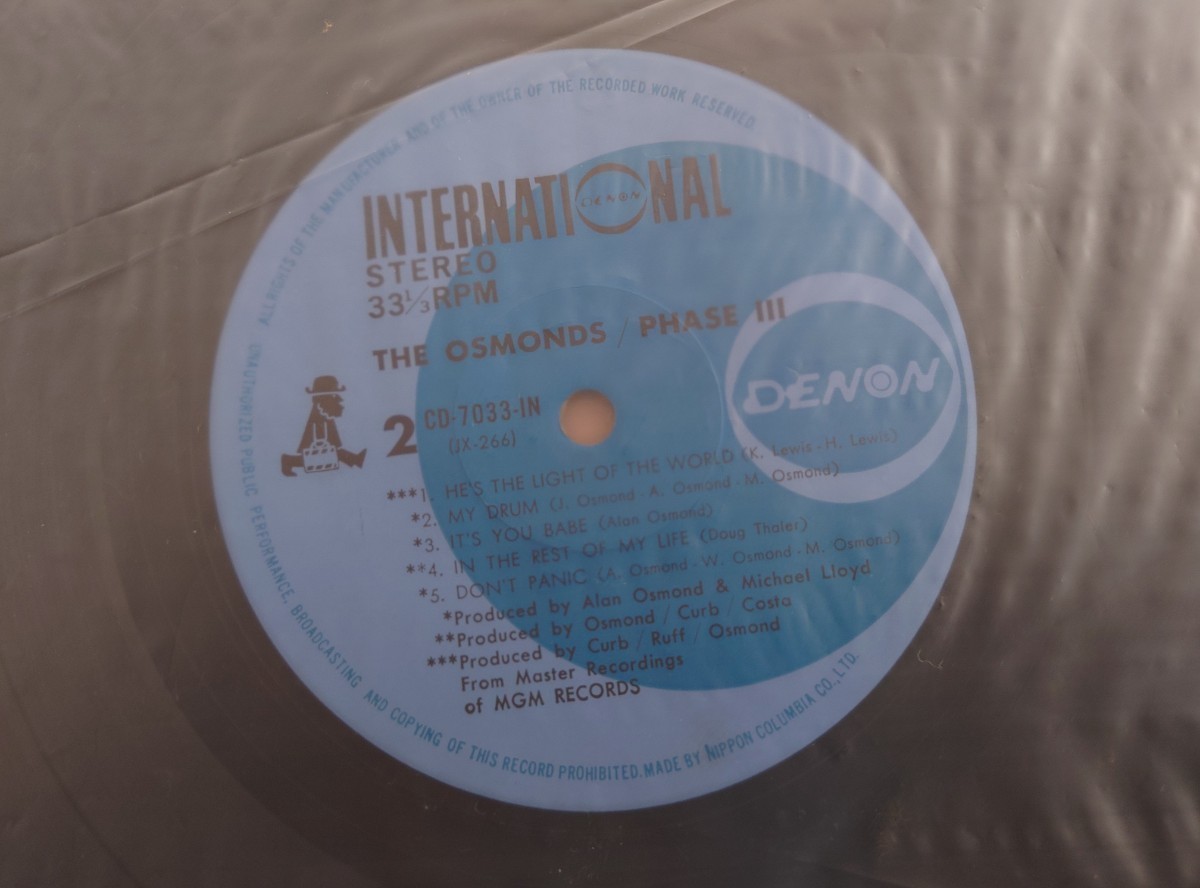 ALL RIGHTS OF THE MANUFACTURER AND OF THE OWNER OF THE RECORDED WORK RESERVED
INTERNATIONAL
DENON
STEREO
33⅓RPM
THE OSMONDS / PHASE III
DENON
2 CD-7033-IN
(JX-266)
***1. HE'S THE LIGHT OF THE WORLD (K. Lewis - H. Lewis)
*2. MY DRUM (J. Osmond - A. Osmond - M. Osmond)
*3. IT'S YOU BABE (Alan Osmond)
**4. IN THE REST OF MY LIFE (Doug Thaler)
*5. DON'T PANIC (A. Osmond - W. Osmond - M. Osmond)
*Produced by Alan Osmond & Michael Lloyd
**Produced by Osmond / Curb / Costa
***Produced by Curb / Ruff / Osmond
From Master Recordings
of MGM RECORDS
UNAUTHORIZED PUBLIC PERFORMANCE, BROADCASTING AND COPYING OF THIS RECORD PROHIBITED. MADE BY NIPPON COLUMBIA CO., LTD.